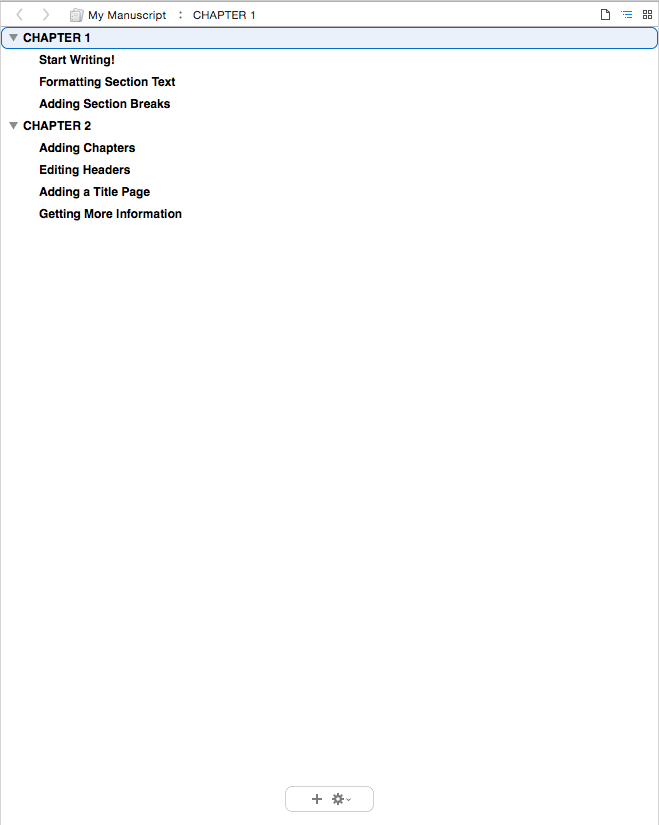 My Manuscript : CHAPTER 1
CHAPTER 1
Start Writing!
Formatting Section Text
Adding Section Breaks
CHAPTER 2
Adding Chapters
Editing Headers
Adding a Title Page
Getting More Information